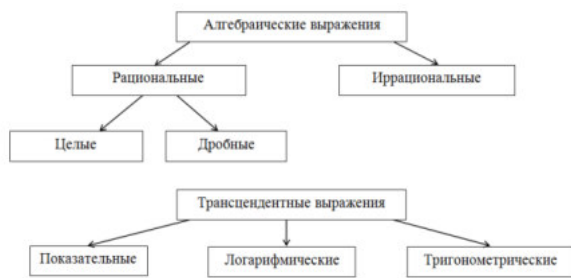 Алгебраические выражения
Рациональные
Иррациональные
Целые
Дробные
Трансцендентные выражения
Показательные
Логарифмические
Тригонометрические